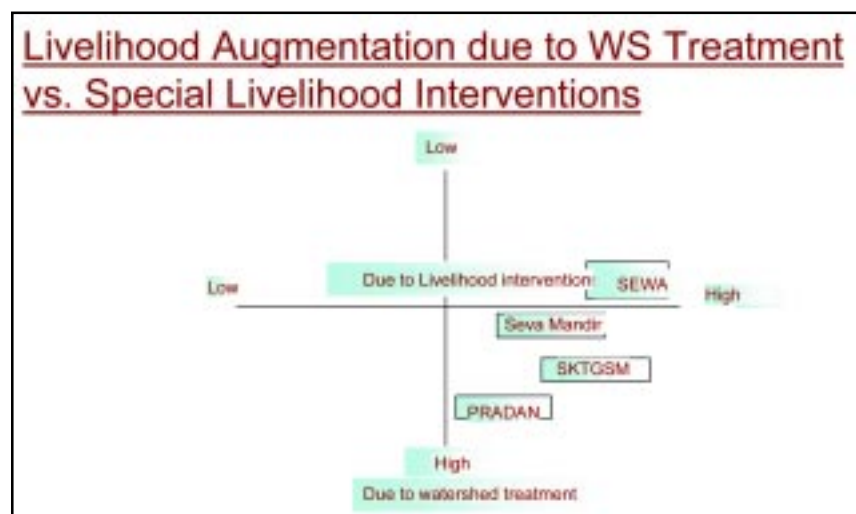 Livelihood Augmentation due to WS Treatment
vs. Special Livelihood Interventions
Low
Due to Livelihood interventions
SEWA
Low
High
Seva Mandir
SKTGSM
PRADAN
High
Due to watershed treatment